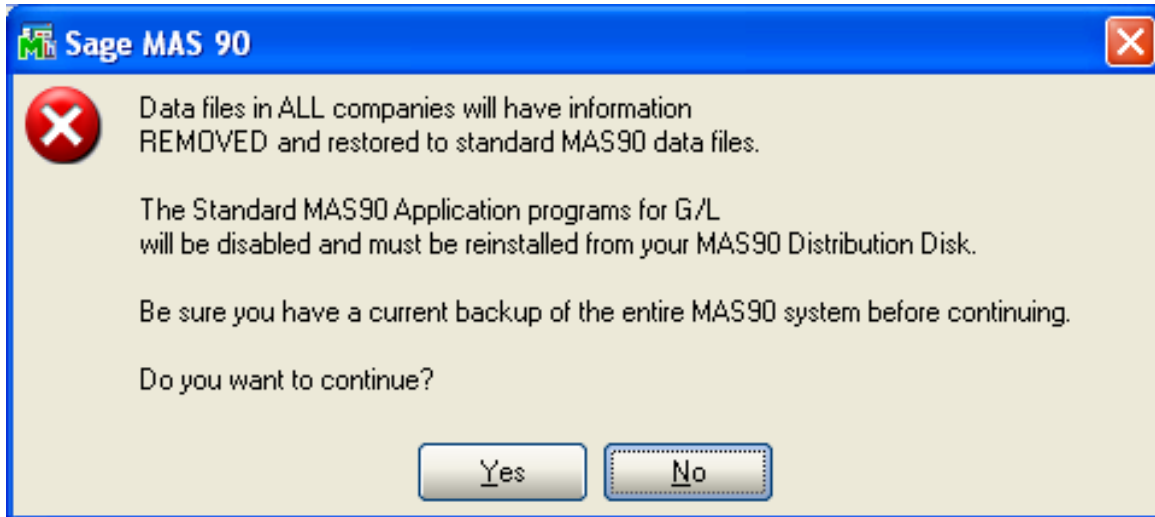 Sage MAS 90
Data files in ALL companies will have information
REMOVED and restored to standard MAS90 data files.
The Standard MAS90 Application programs for G/L
will be disabled and must be reinstalled from your MAS90 Distribution Disk.
Be sure you have a current backup of the entire MAS90 system before continuing.
Do you want to continue?
Yes
No